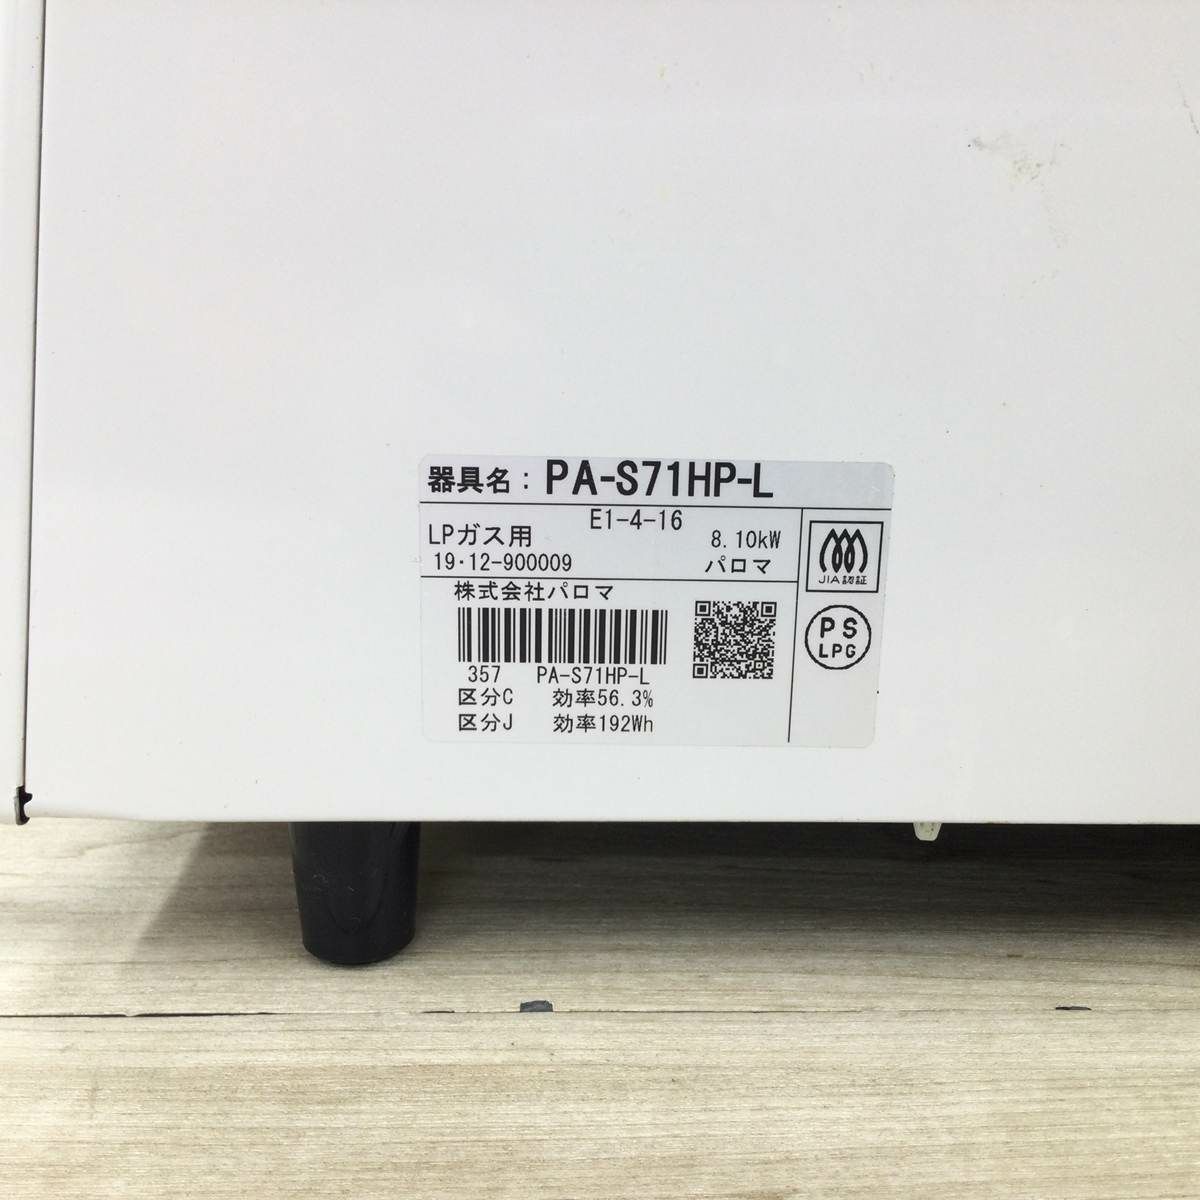 器具名：PA-S71HP-L
E1-4-16
LPガス用 8.10kW
19・12-900009 パロマ
株式会社パロマ
357 PA-S71HP-L
区分C 効率56.3%
区分J 効率192Wh
JIA認証
PS
LPG